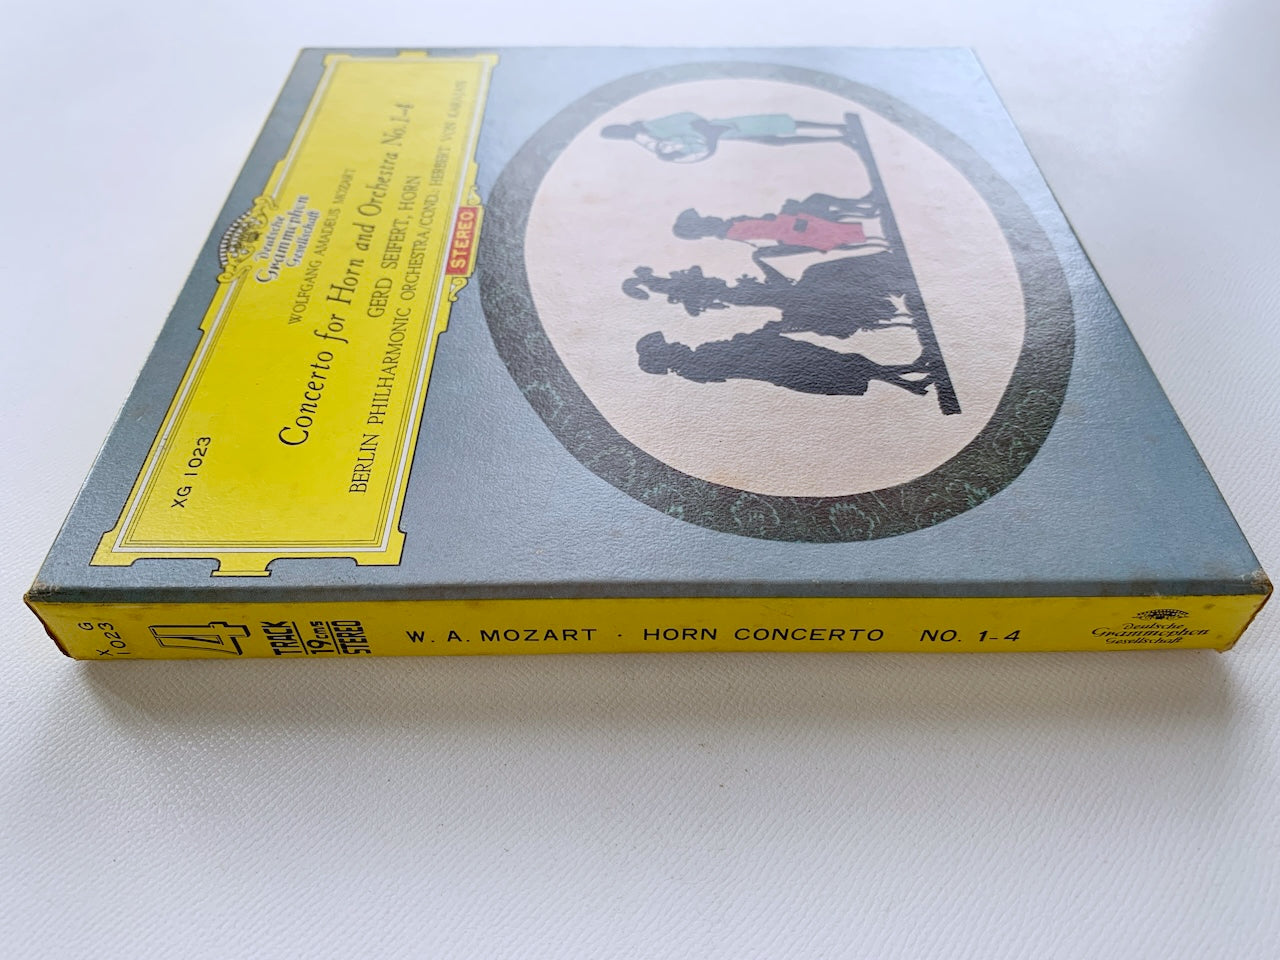 Deutsche
Grammophon
Gesellschaft
WOLFGANG AMADEUS MOZART
Concerto for Horn and Orchestra No. 1-4
GERD SEIFERT, HORN
BERLIN PHILHARMONIC ORCHESTRA/COND.: HERBERT VON KARAJAN
XG 1023
STEREO
XG
1023
4
TRACK
19cm/s
STEREO
W. A. MOZART · HORN CONCERTO NO. 1-4
Deutsche
Grammophon
Gesellschaft